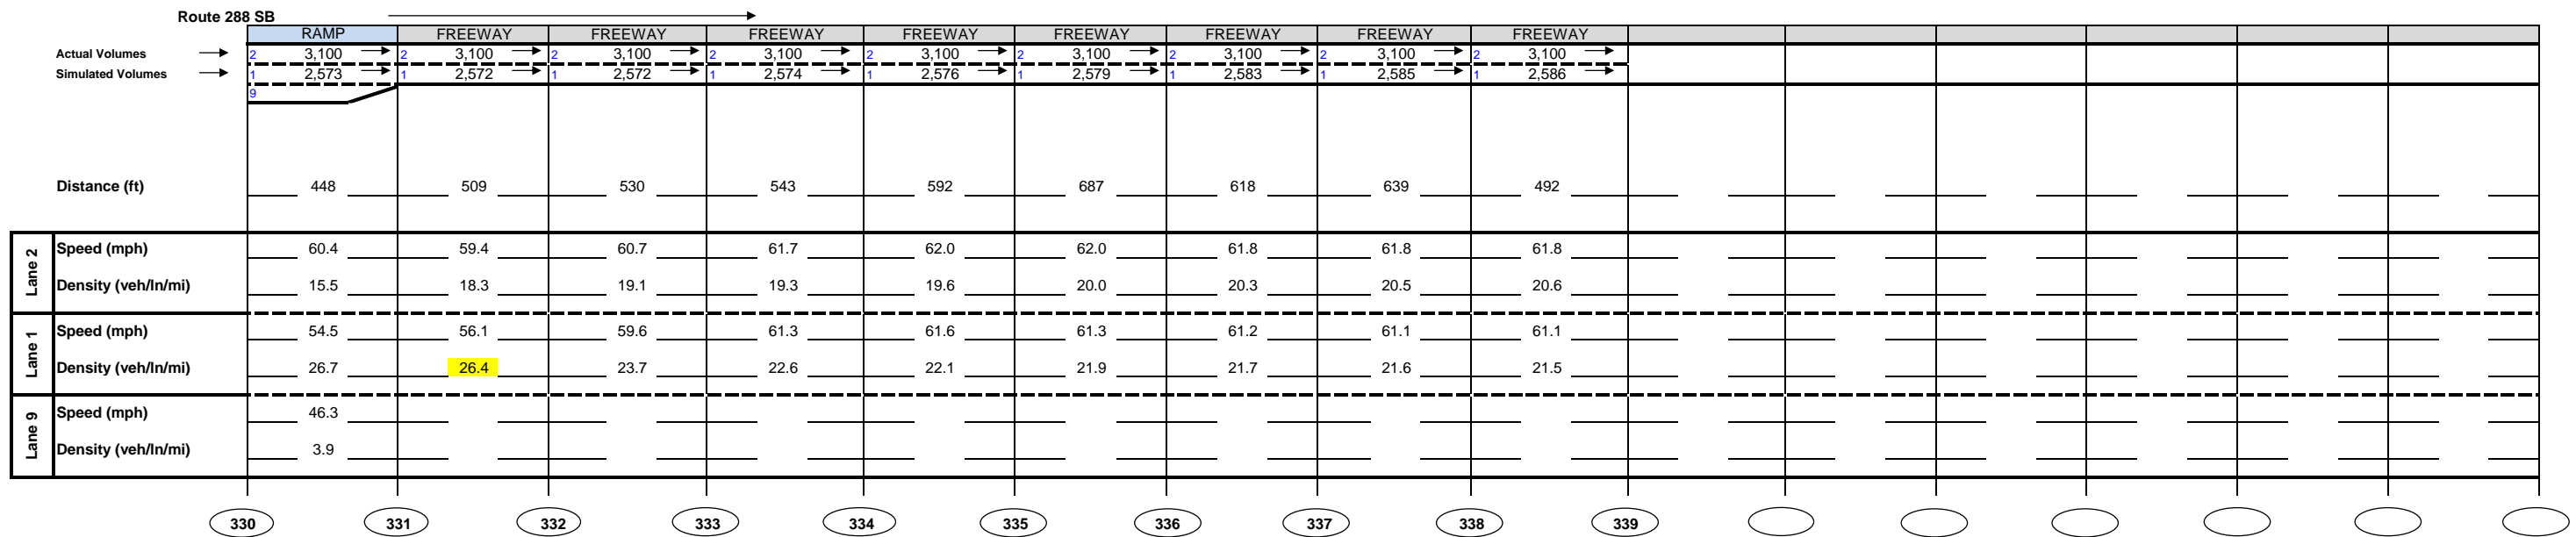 Route 288 SB
RAMP FREEWAY FREEWAY FREEWAY FREEWAY FREEWAY FREEWAY FREEWAY FREEWAY
Actual Volumes 2 3,100 2 3,100 2 3,100 2 3,100 2 3,100 2 3,100 2 3,100 2 3,100 2 3,100
Simulated Volumes 1 2,573 1 2,572 1 2,572 1 2,574 1 2,576 1 2,579 1 2,583 1 2,585 1 2,586
9
Distance (ft) 448 509 530 543 592 687 618 639 492
Lane 2
Speed (mph) 60.4 59.4 60.7 61.7 62.0 62.0 61.8 61.8 61.8
Density (veh/ln/mi) 15.5 18.3 19.1 19.3 19.6 20.0 20.3 20.5 20.6
Lane 1
Speed (mph) 54.5 56.1 59.6 61.3 61.6 61.3 61.2 61.1 61.1
Density (veh/ln/mi) 26.7 26.4 23.7 22.6 22.1 21.9 21.7 21.6 21.5
Lane 9
Speed (mph) 46.3
Density (veh/ln/mi) 3.9
330 331 332 333 334 335 336 337 338 339